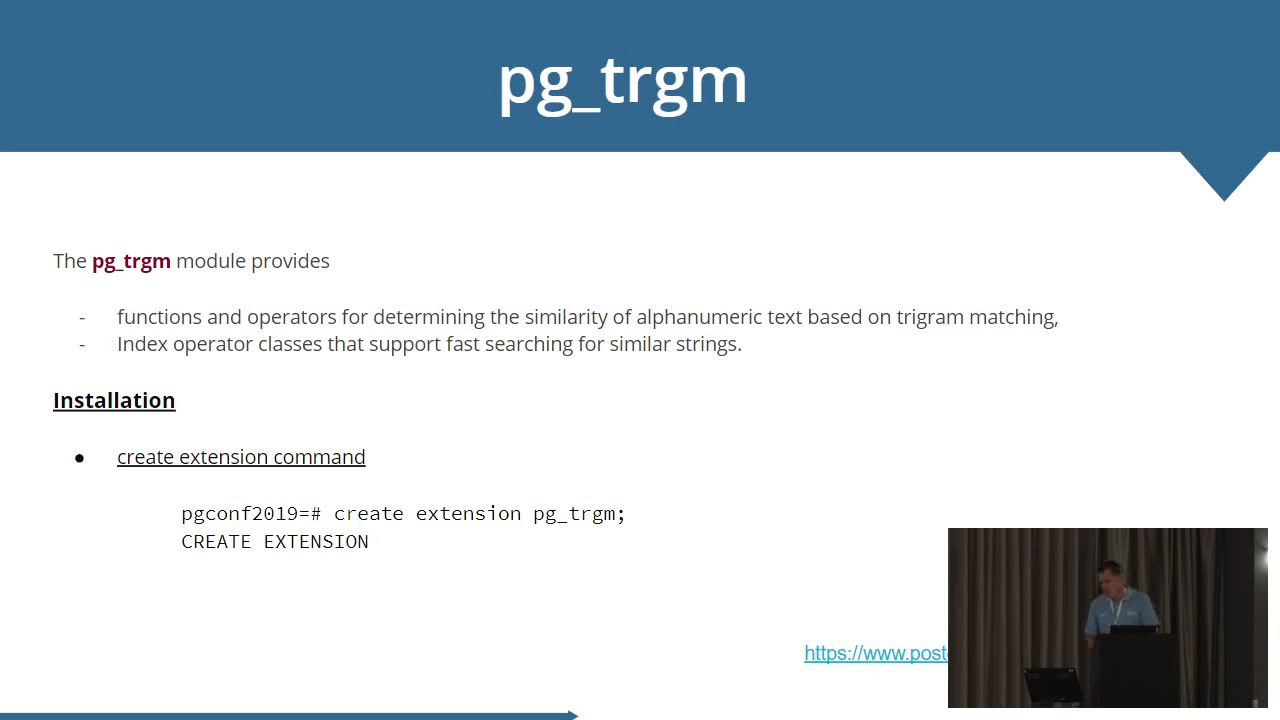 pg_trgm
The pg_trgm module provides
- functions and operators for determining the similarity of alphanumeric text based on trigram matching,
- Index operator classes that support fast searching for similar strings.
Installation
● create extension command
pgconf2019=# create extension pg_trgm;
CREATE EXTENSION
https://www.post